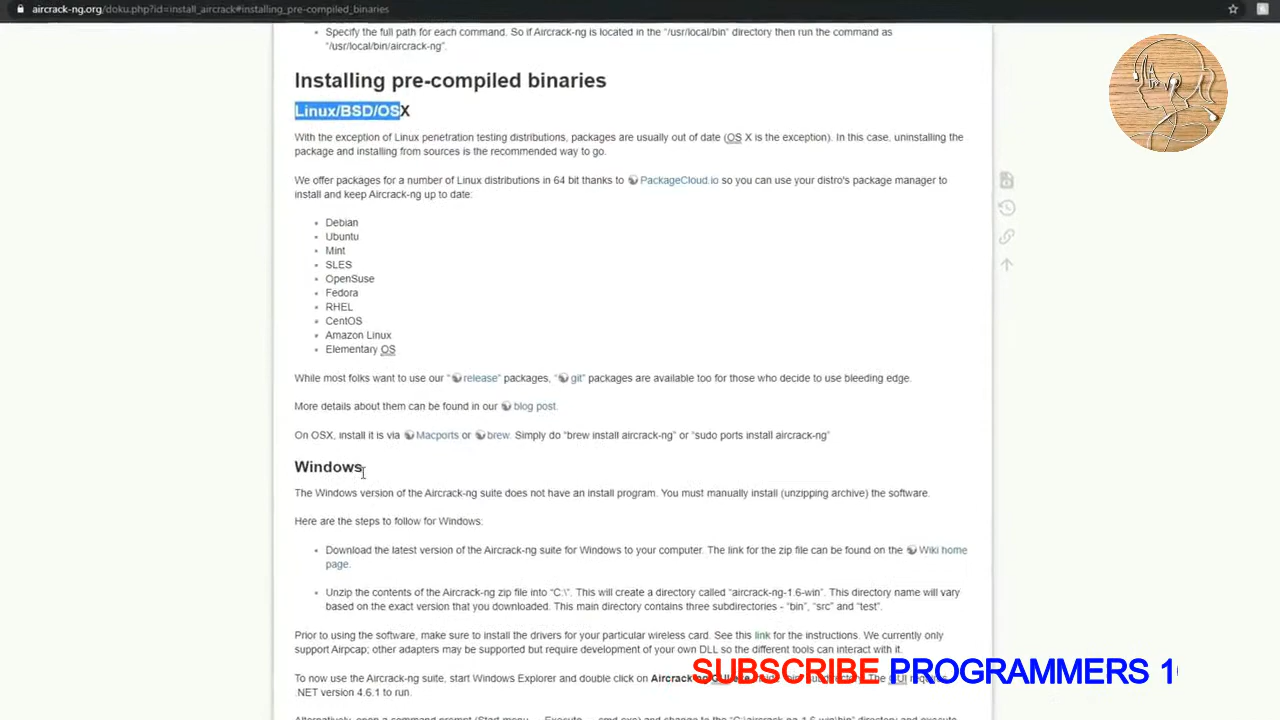 aircrack-ng.org/doku.php?id=install_aircrack#installing_pre-compiled_binaries
Specify the full path for each command. So if Aircrack-ng is located in the “/usr/local/bin” directory then run the command as
“/usr/local/bin/aircrack-ng”.
Installing pre-compiled binaries
Linux/BSD/OSX
With the exception of Linux penetration testing distributions, packages are usually out of date (OS X is the exception). In this case, uninstalling the
package and installing from sources is the recommended way to go.
We offer packages for a number of Linux distributions in 64 bit thanks to PackageCloud.io so you can use your distro's package manager to
install and keep Aircrack-ng up to date:
Debian
Ubuntu
Mint
SLES
OpenSuse
Fedora
RHEL
CentOS
Amazon Linux
Elementary OS
While most folks want to use our “release” packages, “git” packages are available too for those who decide to use bleeding edge.
More details about them can be found in our blog post.
On OSX, install it is via Macports or brew. Simply do “brew install aircrack-ng” or “sudo ports install aircrack-ng”
Windows
The Windows version of the Aircrack-ng suite does not have an install program. You must manually install (unzipping archive) the software.
Here are the steps to follow for Windows:
Download the latest version of the Aircrack-ng suite for Windows to your computer. The link for the zip file can be found on the Wiki home
page.
Unzip the contents of the Aircrack-ng zip file into “C:\”. This will create a directory called “aircrack-ng-1.6-win”. This directory name will vary
based on the exact version that you downloaded. This main directory contains three subdirectories - “bin”, “src” and “test”.
Prior to using the software, make sure to install the drivers for your particular wireless card. See this link for the instructions. We currently only
support Airpcap; other adapters may be supported but require development of your own DLL so the different tools can interact with it.
SUBSCRIBE PROGRAMMERS
To now use the Aircrack-ng suite, start Windows Explorer and double click on
.NET version 4.6.1 to run.